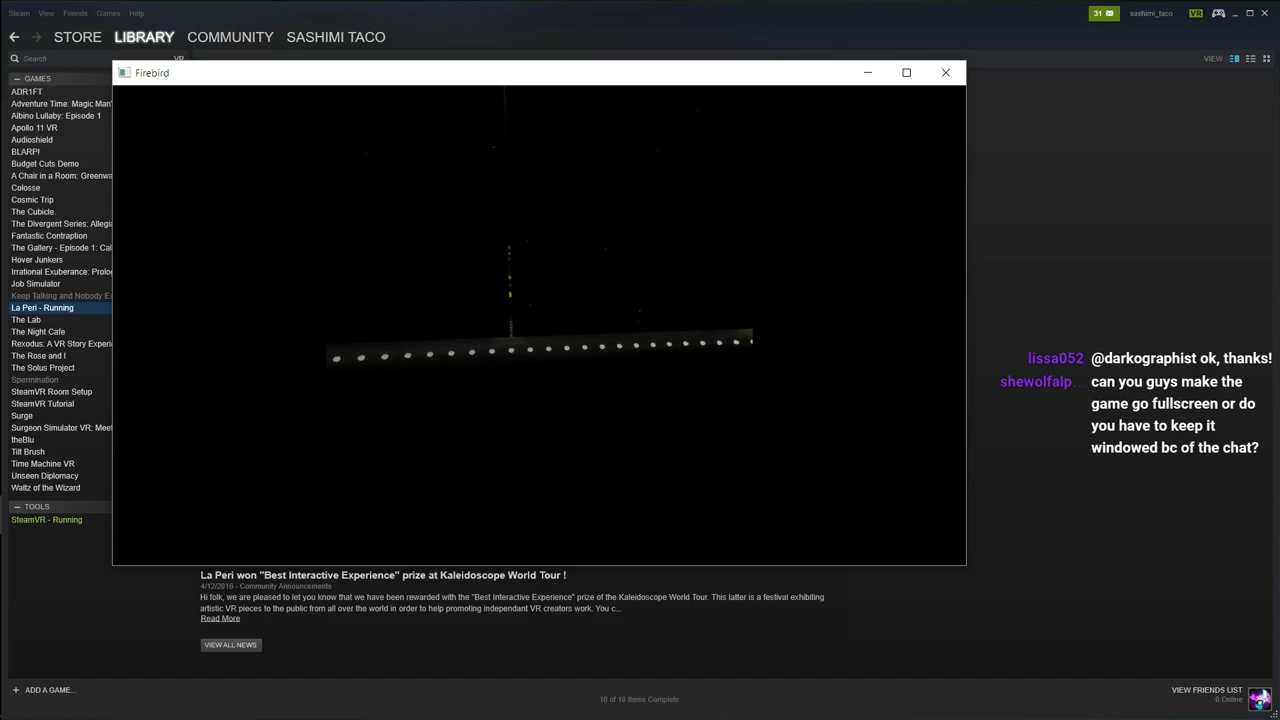 Steam View Friends Games Help
31
sashimi_taco
VR
STORE LIBRARY COMMUNITY SASHIMI TACO
Search
VR
VIEW
GAMES
Firebird
ADR1FT
Adventure Time: Magic Man'
Albino Lullaby: Episode 1
Apollo 11 VR
Audioshield
BLARP!
Budget Cuts Demo
A Chair in a Room: Greenwa
Colosse
Cosmic Trip
The Cubicle.
The Divergent Series: Allegia
Fantastic Contraption
The Gallery - Episode 1: Cal
Hover Junkers
Irrational Exuberance: Prolog
Job Simulator
Keep Talking and Nobody Ex
La Peri - Running
The Lab
The Night Cafe
Rexodus: A VR Story Experi
The Rose and I
The Solus Project
Spermination
SteamVR Room Setup
SteamVR Tutorial
Surge
Surgeon Simulator VR: Meet
theBlu
Tilt Brush
Time Machine VR
Unseen Diplomacy
Waltz of the Wizard
TOOLS
SteamVR - Running
lissa052 @darkographist ok, thanks!
shewolfalp... can you guys make the
game go fullscreen or do
you have to keep it
windowed bc of the chat?
La Peri won "Best Interactive Experience" prize at Kaleidoscope World Tour !
4/12/2016 - Community Announcements
Hi folk, we are pleased to let you know that we have been rewarded with the "Best Interactive Experience" prize of the Kaleidoscope World Tour. This latter is a festival exhibiting
artistic VR pieces to the public from all over the world in order to help promoting independant VR creators work. You c...
Read More
VIEW ALL NEWS
ADD A GAME...
10 of 10 Items Complete
VIEW FRIENDS LIST
0 Online